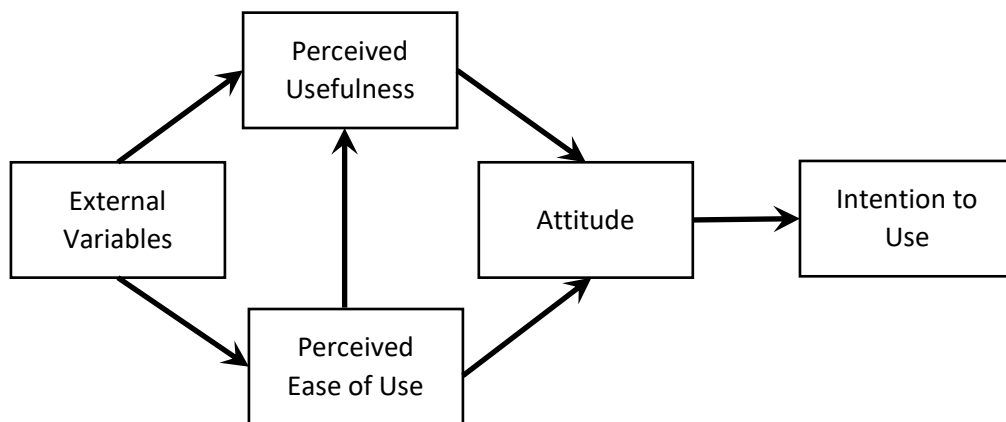 Perceived
Usefulness
External
Variables
Attitude
Intention to
Use
Perceived
Ease of Use